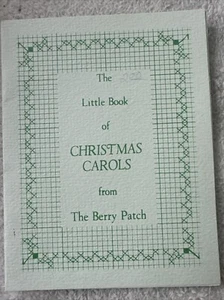 The
Little Book
of
CHRISTMAS
CAROLS
from
The Berry Patch